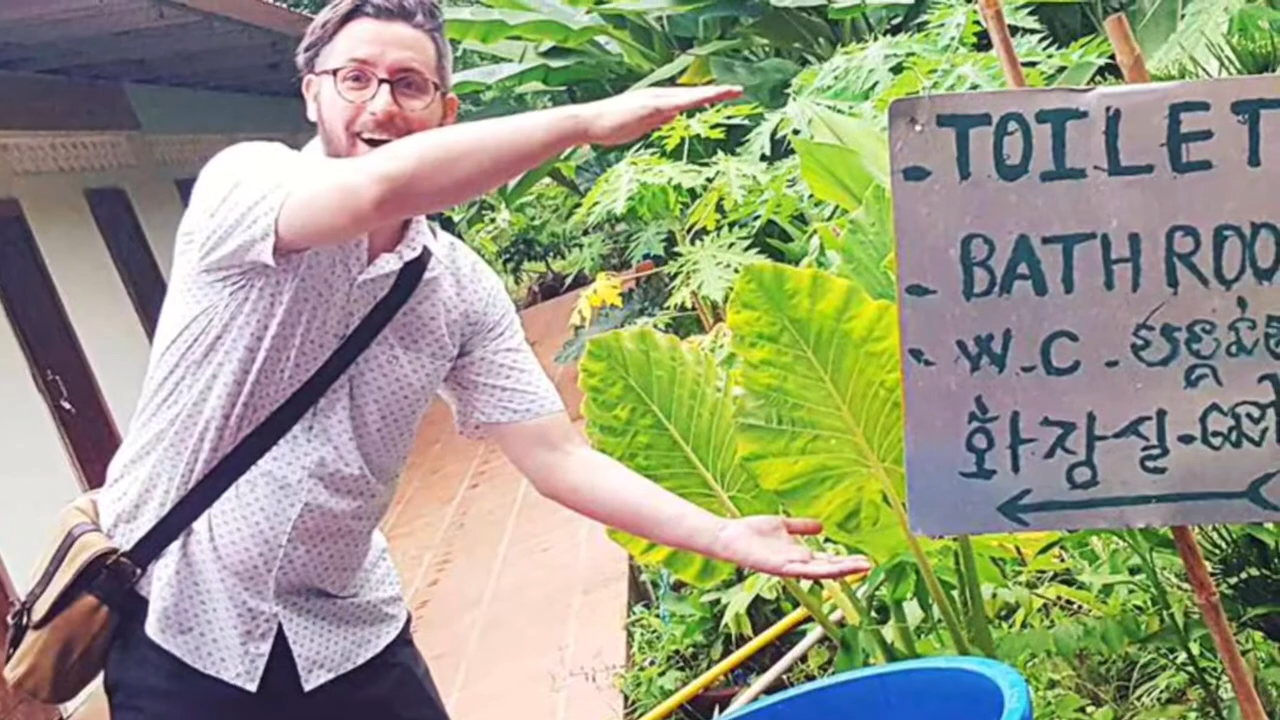 - TOILET
- BATH ROO
- W.C. -
화장실 -